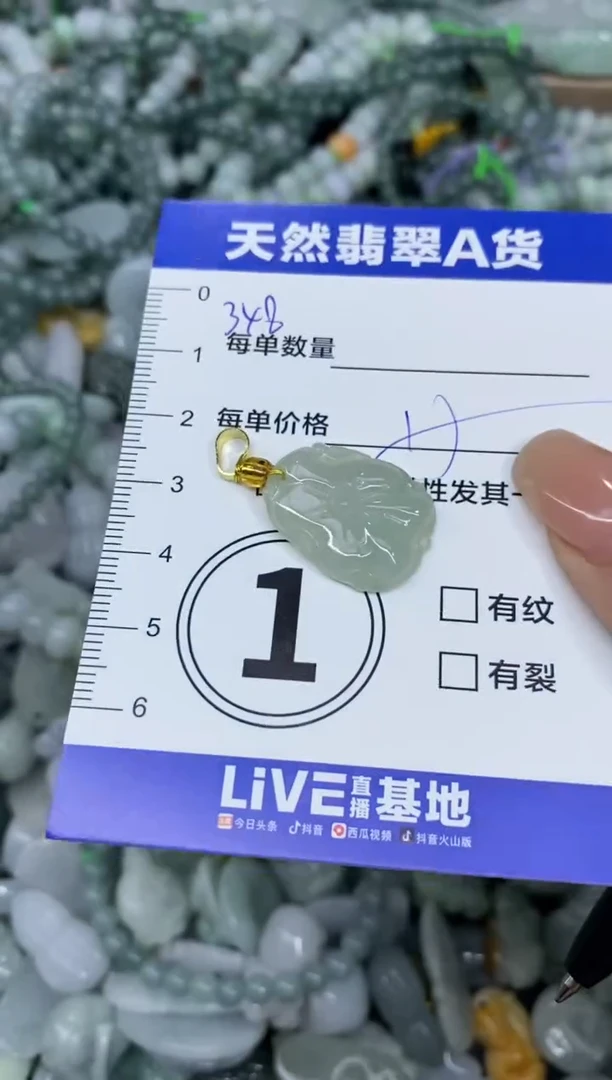 天然翡翠A货
0
348
每单数量
1
2
每单价格
3
性发其一
4
1
有纹
5
有裂
6
LiVE直播基地
今日头条 抖音 西瓜视频 抖音火山版